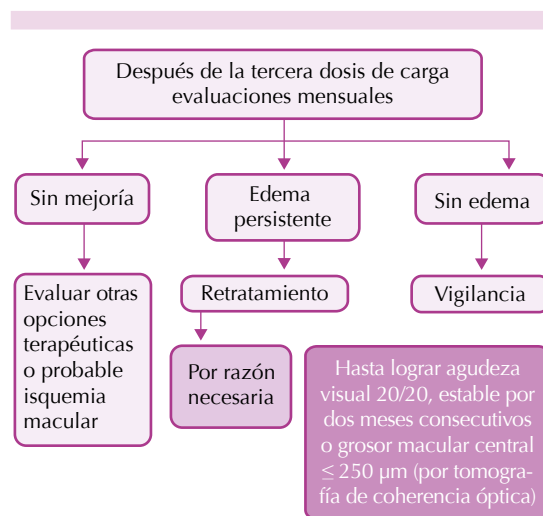 Después de la tercera dosis de carga
evaluaciones mensuales
Sin mejoría
Edema
persistente
Sin edema
Evaluar otras
opciones
terapéuticas
o probable
isquemia
macular
Retratamiento
Vigilancia
Por razón
necesaria
Hasta lograr agudeza
visual 20/20, estable por
dos meses consecutivos
o grosor macular central
≤ 250 µm (por tomogra-
fía de coherencia óptica)